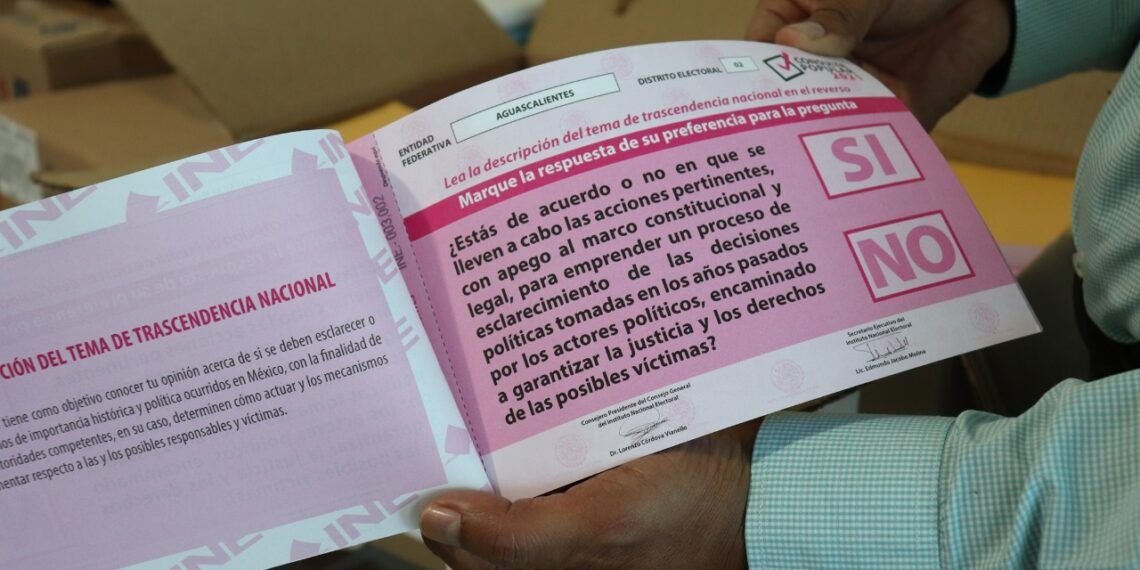 CIÓN DEL TEMA DE TRASCENDENCIA NACIONAL
tiene como objetivo conocer tu opinión acerca de si se deben esclarecer o
os de importancia histórica y política ocurridos en México, con la finalidad de
toridades competentes, en su caso, determinen cómo actuar y los mecanismos
mentar respecto a las y los posibles responsables y víctimas.
INE
INE - 003,002
ENTIDAD
FEDERATIVA
AGUASCALIENTES
DISTRITO ELECTORAL
02
CONSULTA
POPULAR
2021
Lea la descripción del tema de trascendencia nacional en el reverso
Marque la respuesta de su preferencia para la pregunta
¿Estás de acuerdo o no en que se
lleven a cabo las acciones pertinentes,
con apego al marco constitucional y
legal, para emprender un proceso de
esclarecimiento de las decisiones
políticas tomadas en los años pasados
por los actores políticos, encaminado
a garantizar la justicia y los derechos
de las posibles víctimas?
SI
NO
Consejero Presidente del Consejo General
del Instituto Nacional Electoral
Dr. Lorenzo Córdova Vianello
Secretario Ejecutivo del
Instituto Nacional Electoral
Lic. Edmundo Jacobo Molina